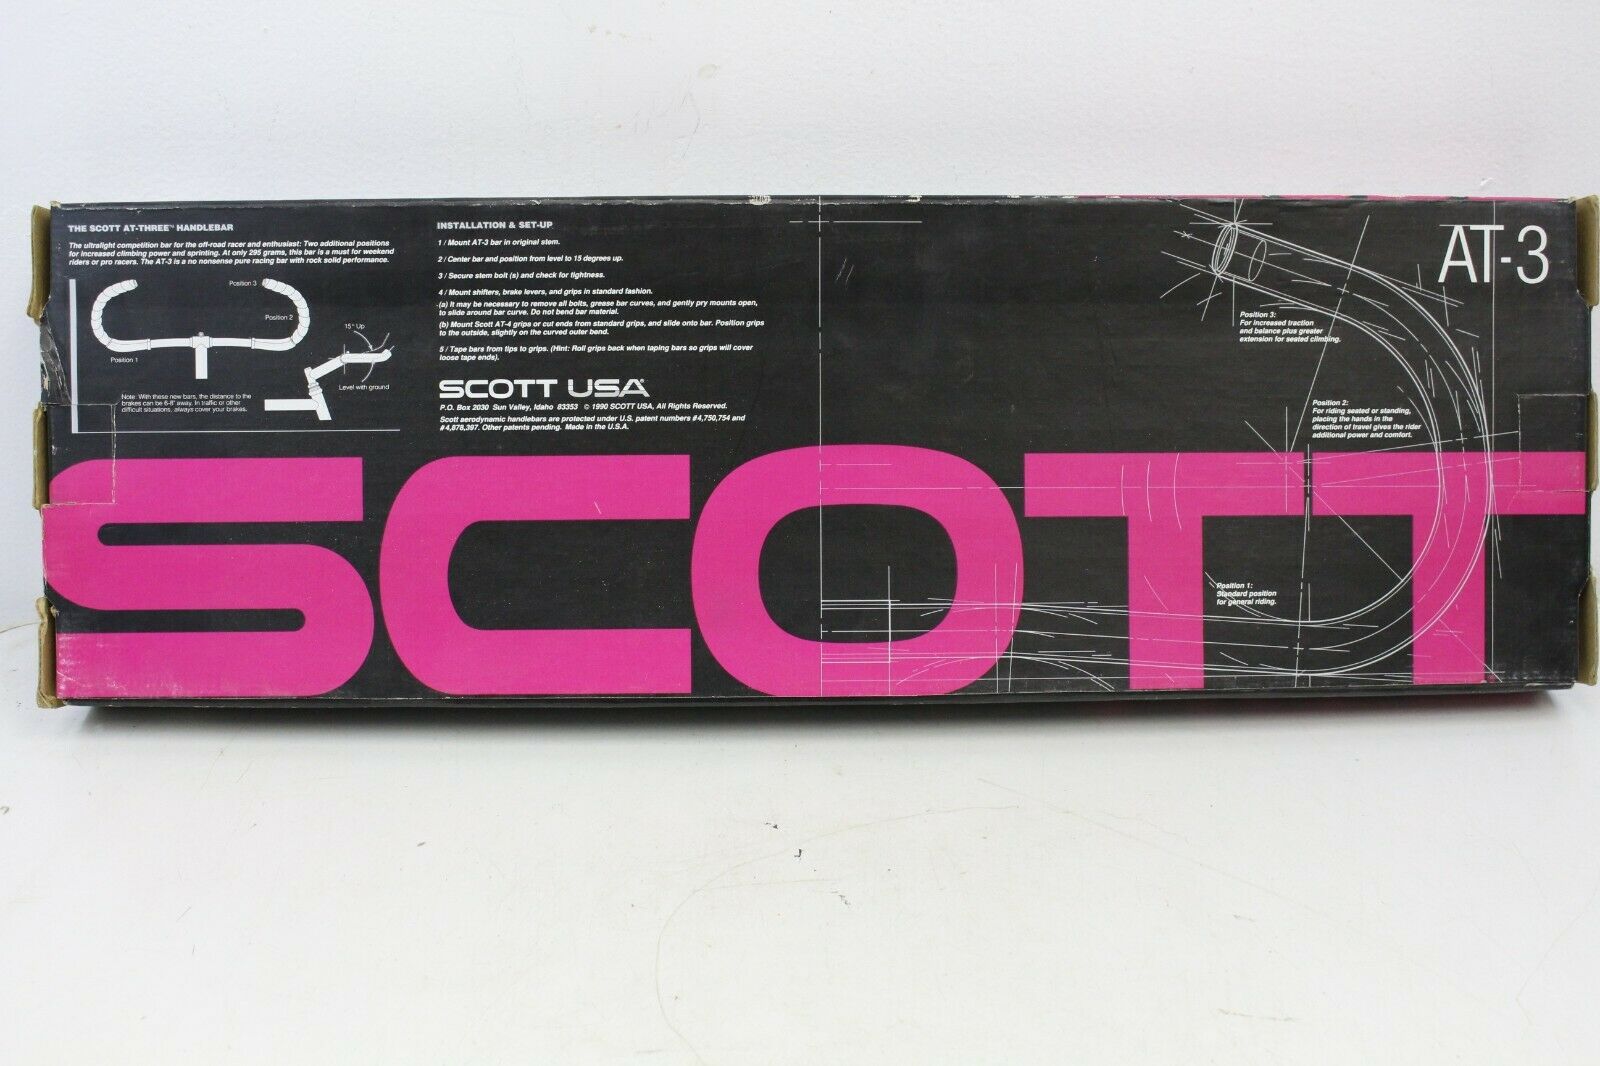 THE SCOTT AT-THREE™ HANDLEBAR
The ultralight competition bar for the off-road racer and enthusiast: Two additional positions
for increased climbing power and sprinting. At only 295 grams, this bar is a must for weekend
riders or pro racers. The AT-3 is a no nonsense pure racing bar with rock solid performance.
Position 3
Position 2
Position 1
15° Up
Level with ground
Note: With these new bars, the distance to the
brakes can be 6-8" away. In traffic or other
difficult situations, always cover your brakes.
INSTALLATION & SET-UP
1 / Mount AT-3 bar in original stem.
2 / Center bar and position from level to 15 degrees up.
3 / Secure stem bolt (s) and check for tightness.
4 / Mount shifters, brake levers, and grips in standard fashion.
(a) It may be necessary to remove all bolts, grease bar curves, and gently pry mounts open,
to slide around bar curve. Do not bend bar material.
(b) Mount Scott AT-4 grips or cut ends from standard grips, and slide onto bar. Position grips
to the outside, slightly on the curved outer bend.
5 / Tape bars from tips to grips. (Hint: Roll grips back when taping bars so grips will cover
loose tape ends).
SCOTT USA
P.O. Box 2030 Sun Valley, Idaho 83353 © 1990 SCOTT USA, All Rights Reserved.
Scott aerodynamic handlebars are protected under U.S. patent numbers #4,750,754 and
#4,878,397. Other patents pending. Made in the U.S.A.
AT-3
Position 3:
For increased traction
and balance plus greater
extension for seated climbing.
Position 2:
For riding seated or standing,
placing the hands in the
direction of travel gives the rider
additional power and comfort.
Position 1:
Standard position
for general riding.
SCOTT